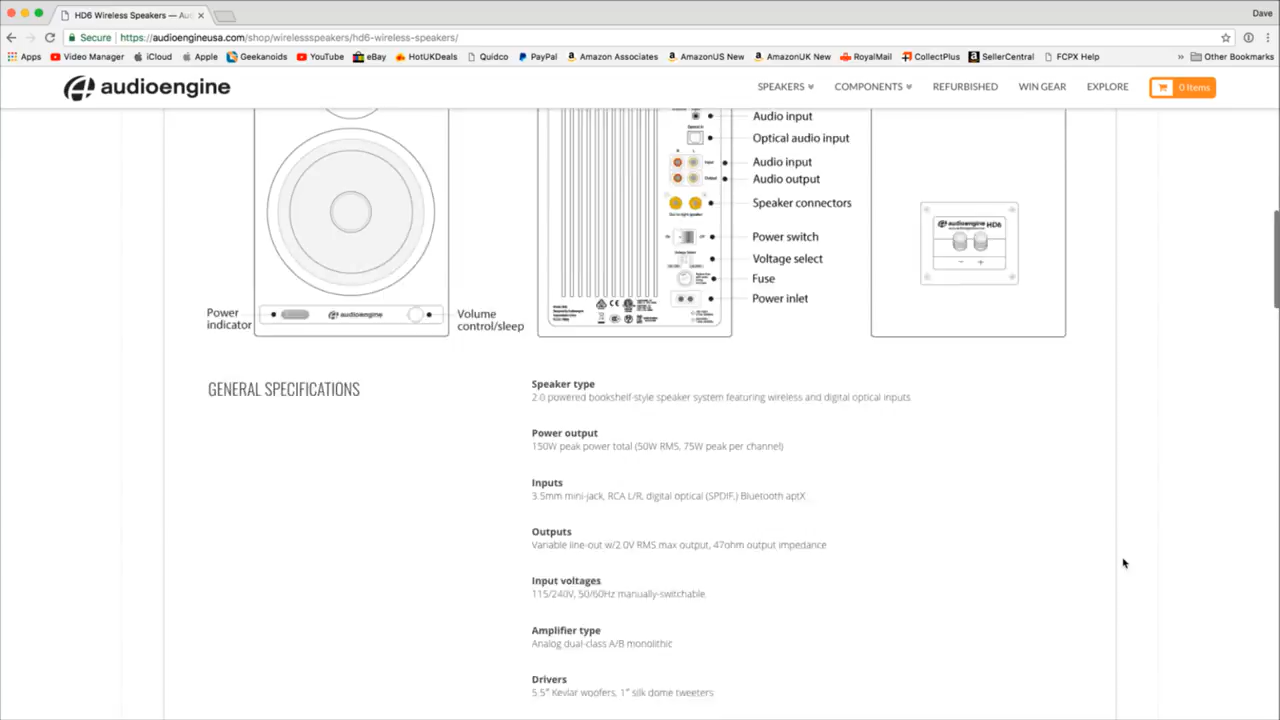 HD6 Wireless Speakers — Au
Dave
Secure https://audioengineusa.com/shop/wirelessspeakers/hd6-wireless-speakers/
Apps Video Manager iCloud Apple Geekanoids YouTube eBay HotUKDeals Quidco PayPal Amazon Associates AmazonUS New AmazonUK New RoyalMail CollectPlus SellerCentral FCPX Help » Other Bookmarks
audioengine
SPEAKERS COMPONENTS REFURBISHED WIN GEAR EXPLORE 0 Items
Audio input
Optical audio input
Audio input
Audio output
Speaker connectors
Power switch
Voltage select
Fuse
Power inlet
R L
Input
Output
audioengine HD6
Power
indicator
audioengine
Volume
control/sleep
GENERAL SPECIFICATIONS
Speaker type
2.0 powered bookshelf-style speaker system featuring wireless and digital optical inputs
Power output
150W peak power total (50W RMS, 75W peak per channel)
Inputs
3.5mm mini-jack, RCA L/R, digital optical (SPDIF,) Bluetooth aptX
Outputs
Variable line-out w/2.0V RMS max output, 47ohm output impedance
Input voltages
115/240V, 50/60Hz manually-switchable
Amplifier type
Analog dual-class A/B monolithic
Drivers
5.5″ Kevlar woofers, 1″ silk dome tweeters